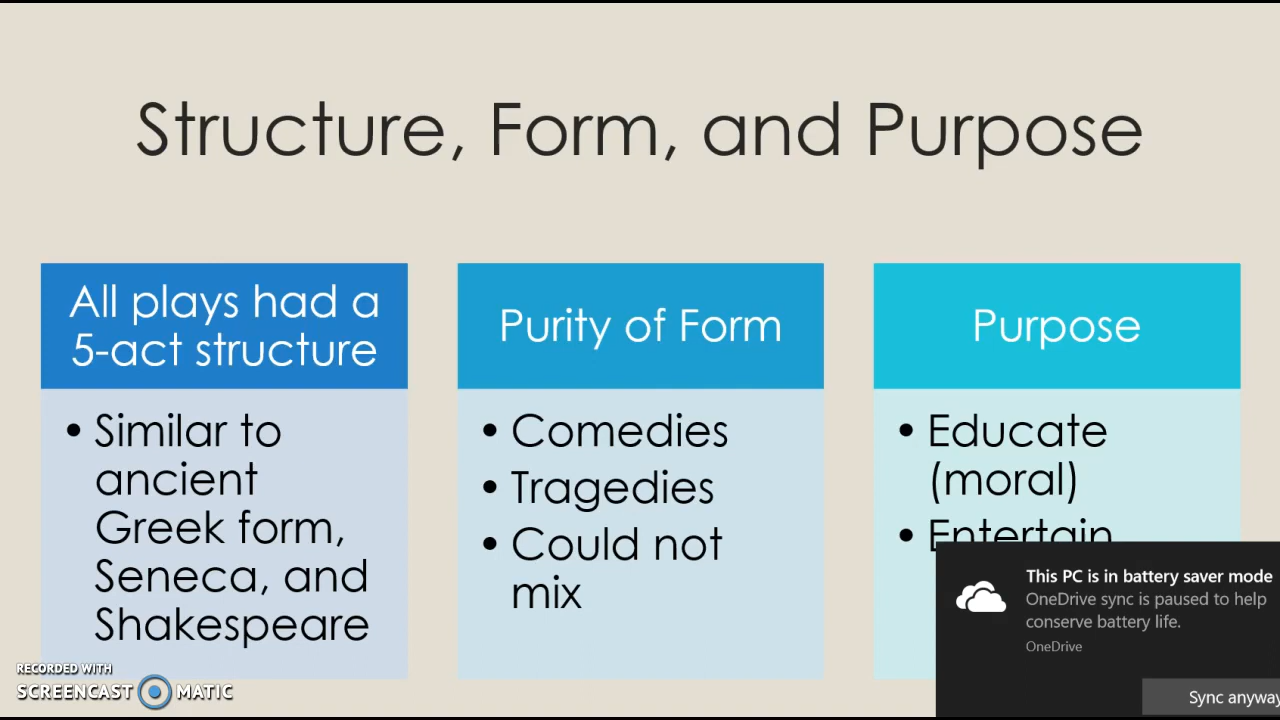 Structure, Form, and Purpose
All plays had a
5-act structure
• Similar to
ancient
Greek form,
Seneca, and
Shakespeare
Purity of Form
• Comedies
• Tragedies
• Could not
mix
Purpose
• Educate
(moral)
• Entertain
This PC is in battery saver mode
OneDrive sync is paused to help
conserve battery life.
OneDrive
Sync anyway
RECORDED WITH
SCREENCAST MATIC